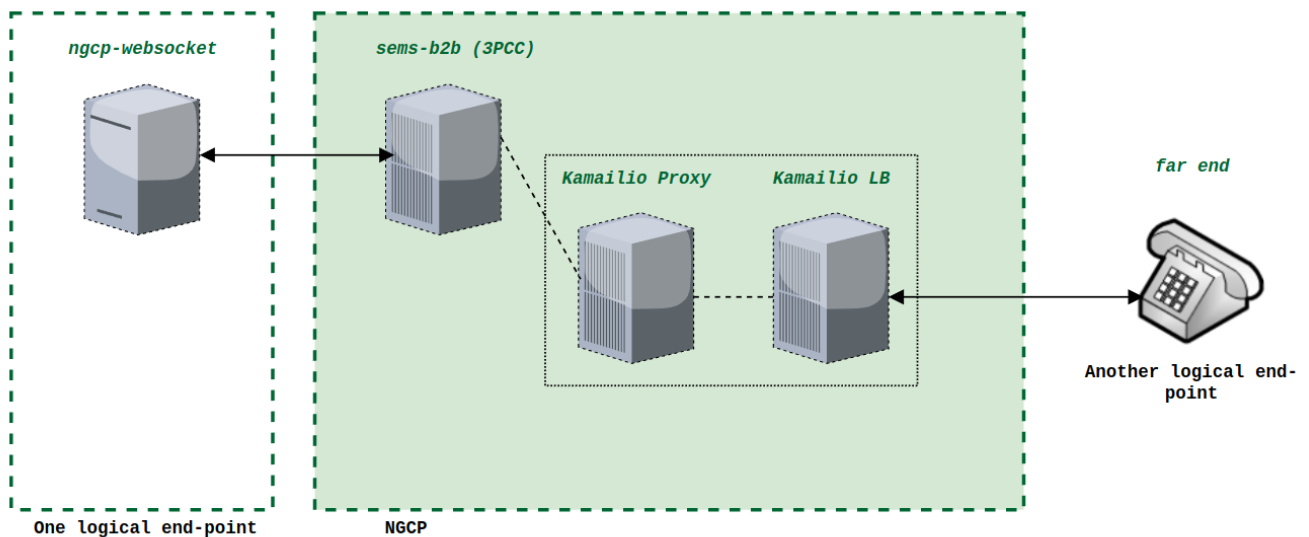 ngcp-websocket
sems-b2b (3PCC)
Kamailio Proxy
Kamailio LB
far end
Another logical end-
point
One logical end-point
NGCP